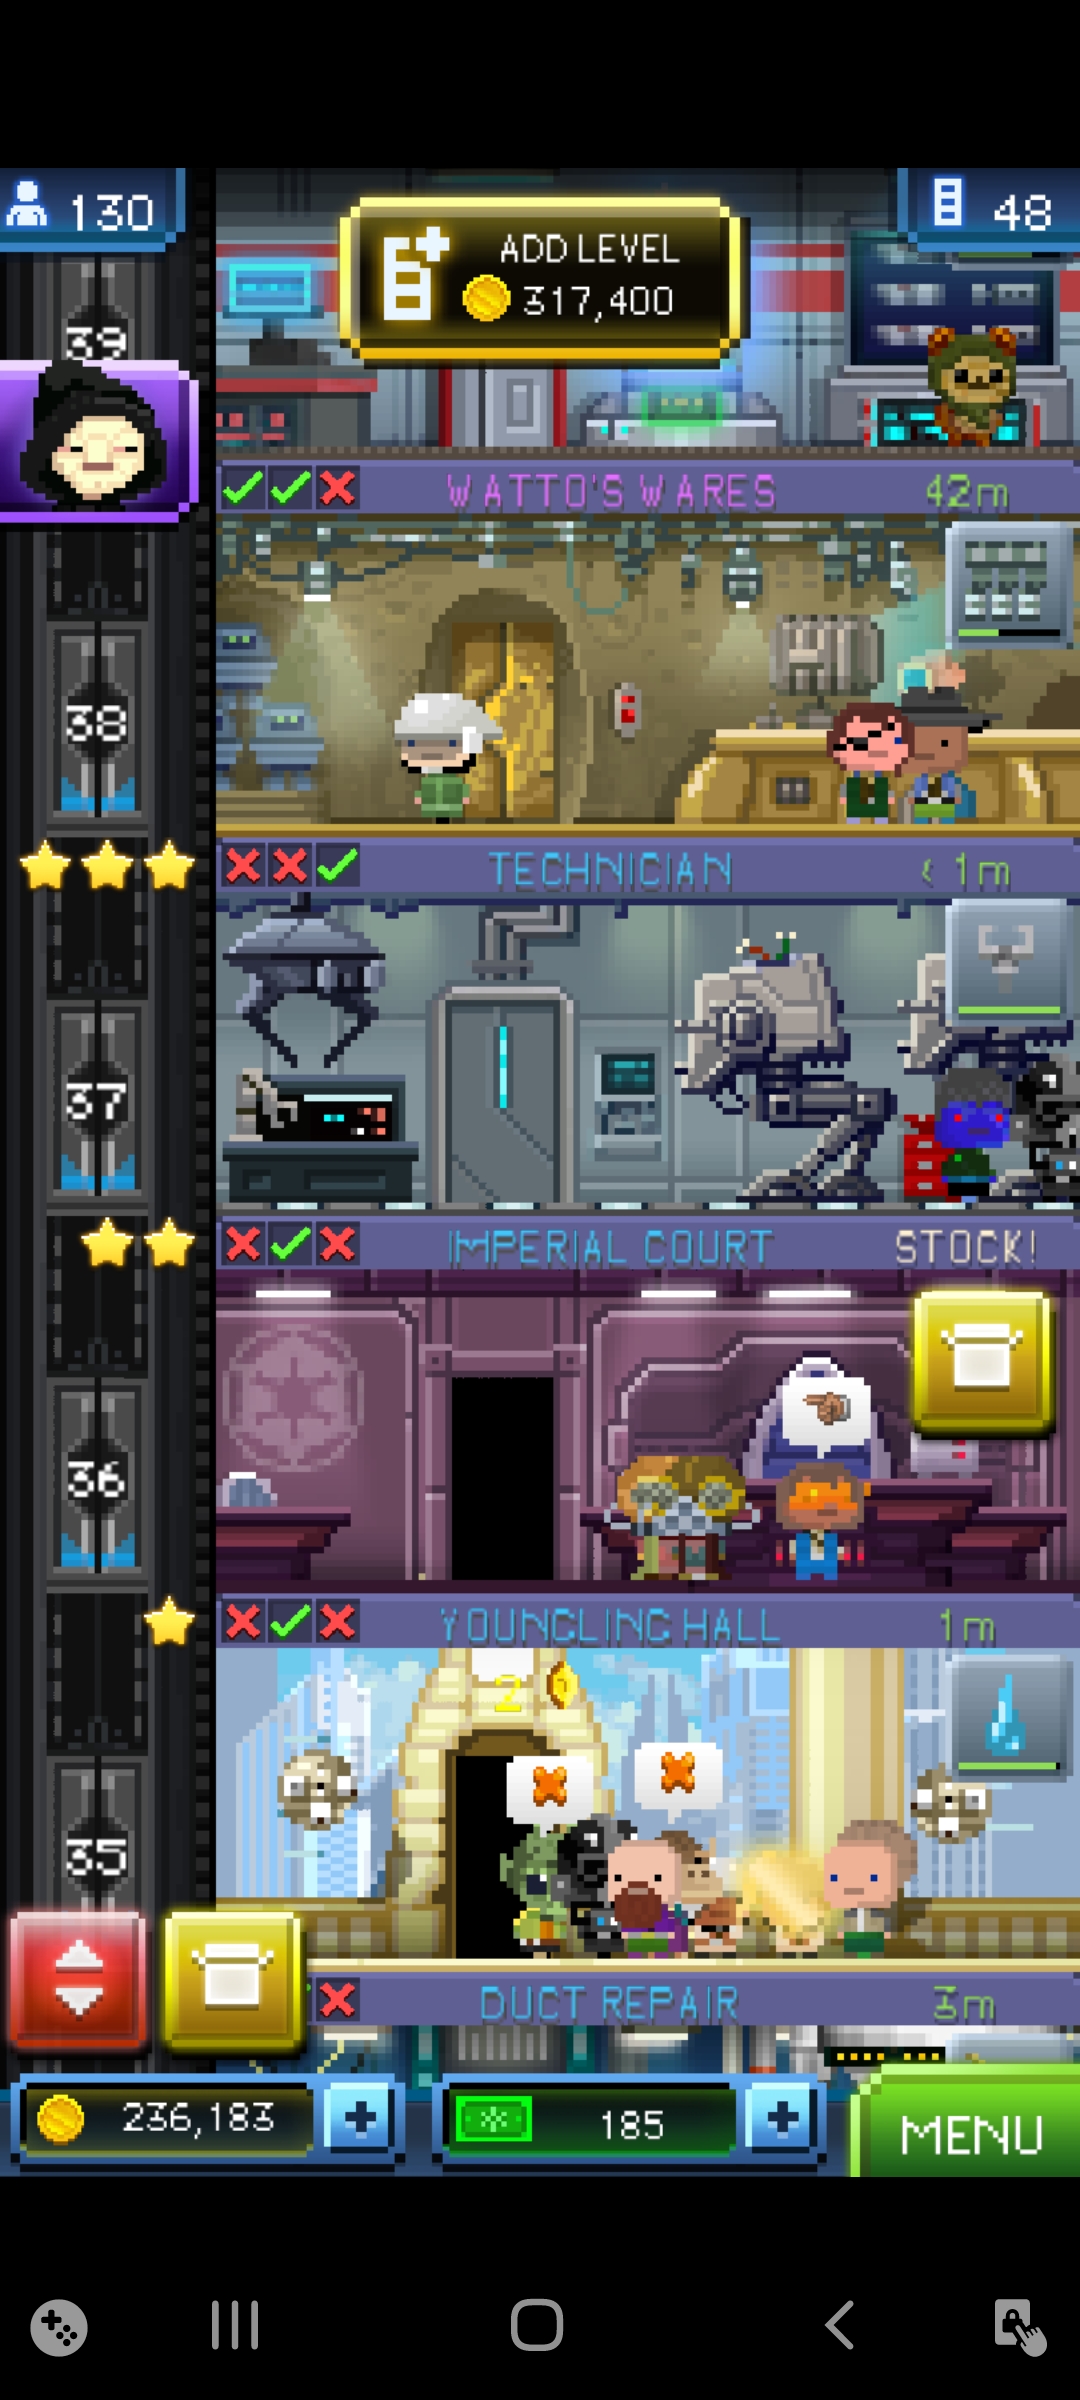 130
ADD LEVEL
317,400
48
39
WATTO'S WARES
42m
38
TECHNICIAN
< 1m
37
IMPERIAL COURT
STOCK!
36
YOUNGLING HALL
1m
2
35
DUCT REPAIR
3m
236,183
185
MENU